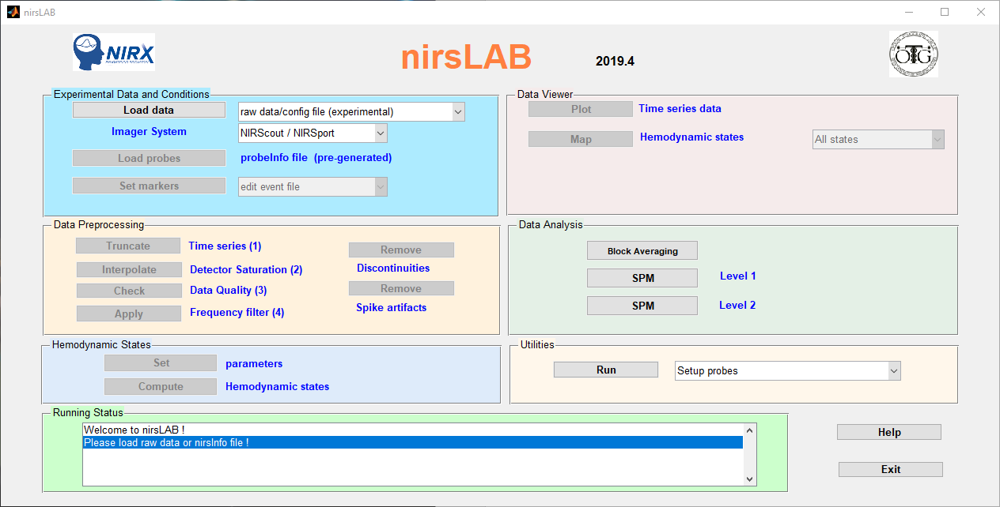 nirsLAB
NIRX
nirsLAB
2019.4
OTG
Experimental Data and Conditions
Load data
raw data/config file (experimental)
Imager System
NIRScout / NIRSport
Load probes
probeInfo file (pre-generated)
Set markers
edit event file
Data Viewer
Plot
Time series data
Map
Hemodynamic states
All states
Data Preprocessing
Truncate
Time series (1)
Interpolate
Detector Saturation (2)
Check
Data Quality (3)
Apply
Frequency filter (4)
Remove
Discontinuities
Remove
Spike artifacts
Data Analysis
Block Averaging
SPM
Level 1
SPM
Level 2
Hemodynamic States
Set
parameters
Compute
Hemodynamic states
Utilities
Run
Setup probes
Running Status
Welcome to nirsLAB !
Please load raw data or nirsInfo file !
Help
Exit